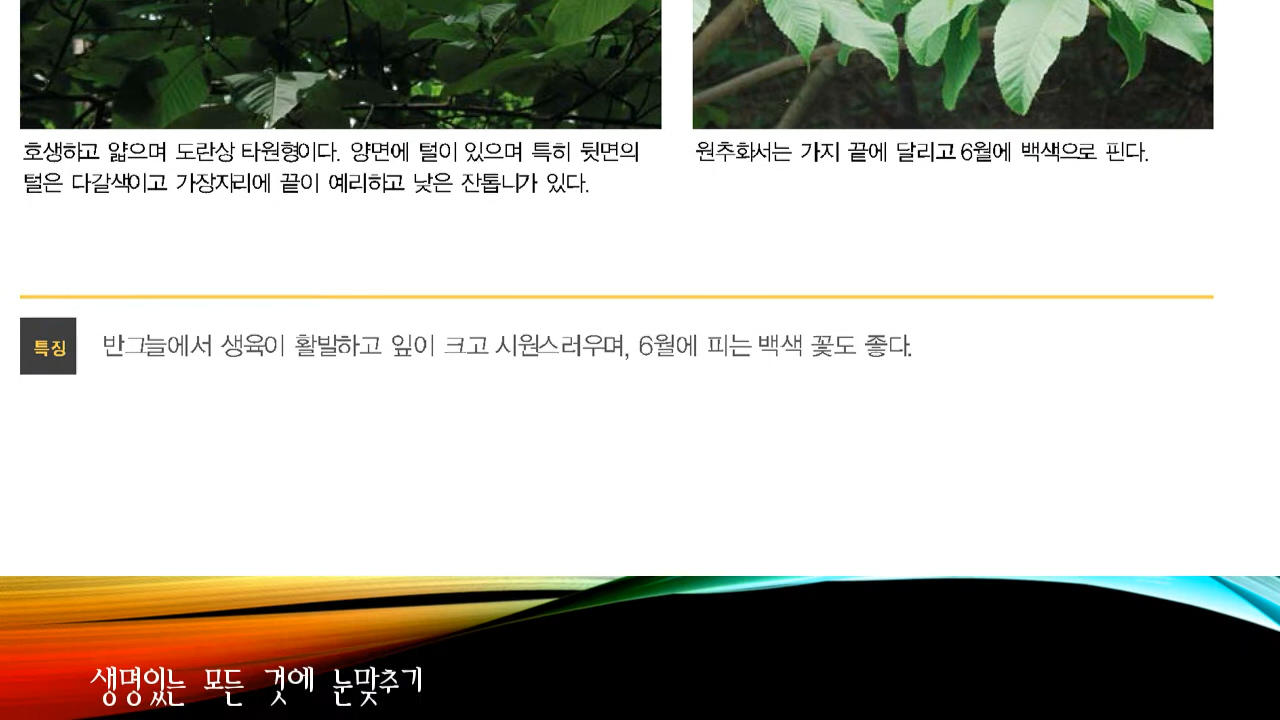 호생하고 얇으며 도란상 타원형이다. 양면에 털이 있으며 특히 뒷면의
털은 다갈색이고 가장자리에 끝이 예리하고 낮은 잔톱니가 있다.
원추화서는 가지 끝에 달리고 6월에 백색으로 핀다.
특징
반그늘에서 생육이 활발하고 잎이 크고 시원스러우며, 6월에 피는 백색 꽃도 좋다.
생명있는 모든 것에 눈맞추기